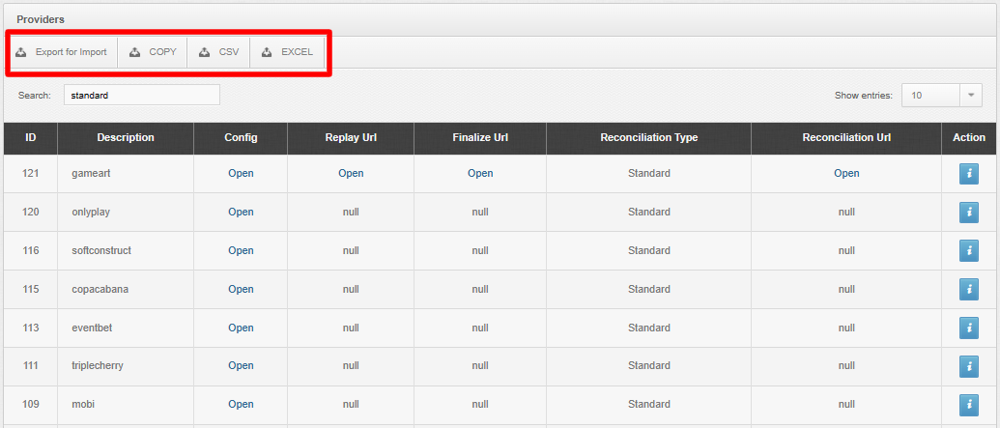 Providers
Export for Import COPY CSV EXCEL
Search: standard Show entries: 10
ID Description Config Replay Url Finalize Url Reconciliation Type Reconciliation Url Action
121 gameart Open Open Open Standard Open i
120 onlyplay Open null null Standard null i
116 softconstruct Open null null Standard null i
115 copacabana Open null null Standard null i
113 eventbet Open null null Standard null i
111 triplecherry Open null null Standard null i
109 mobi Open null null Standard null i